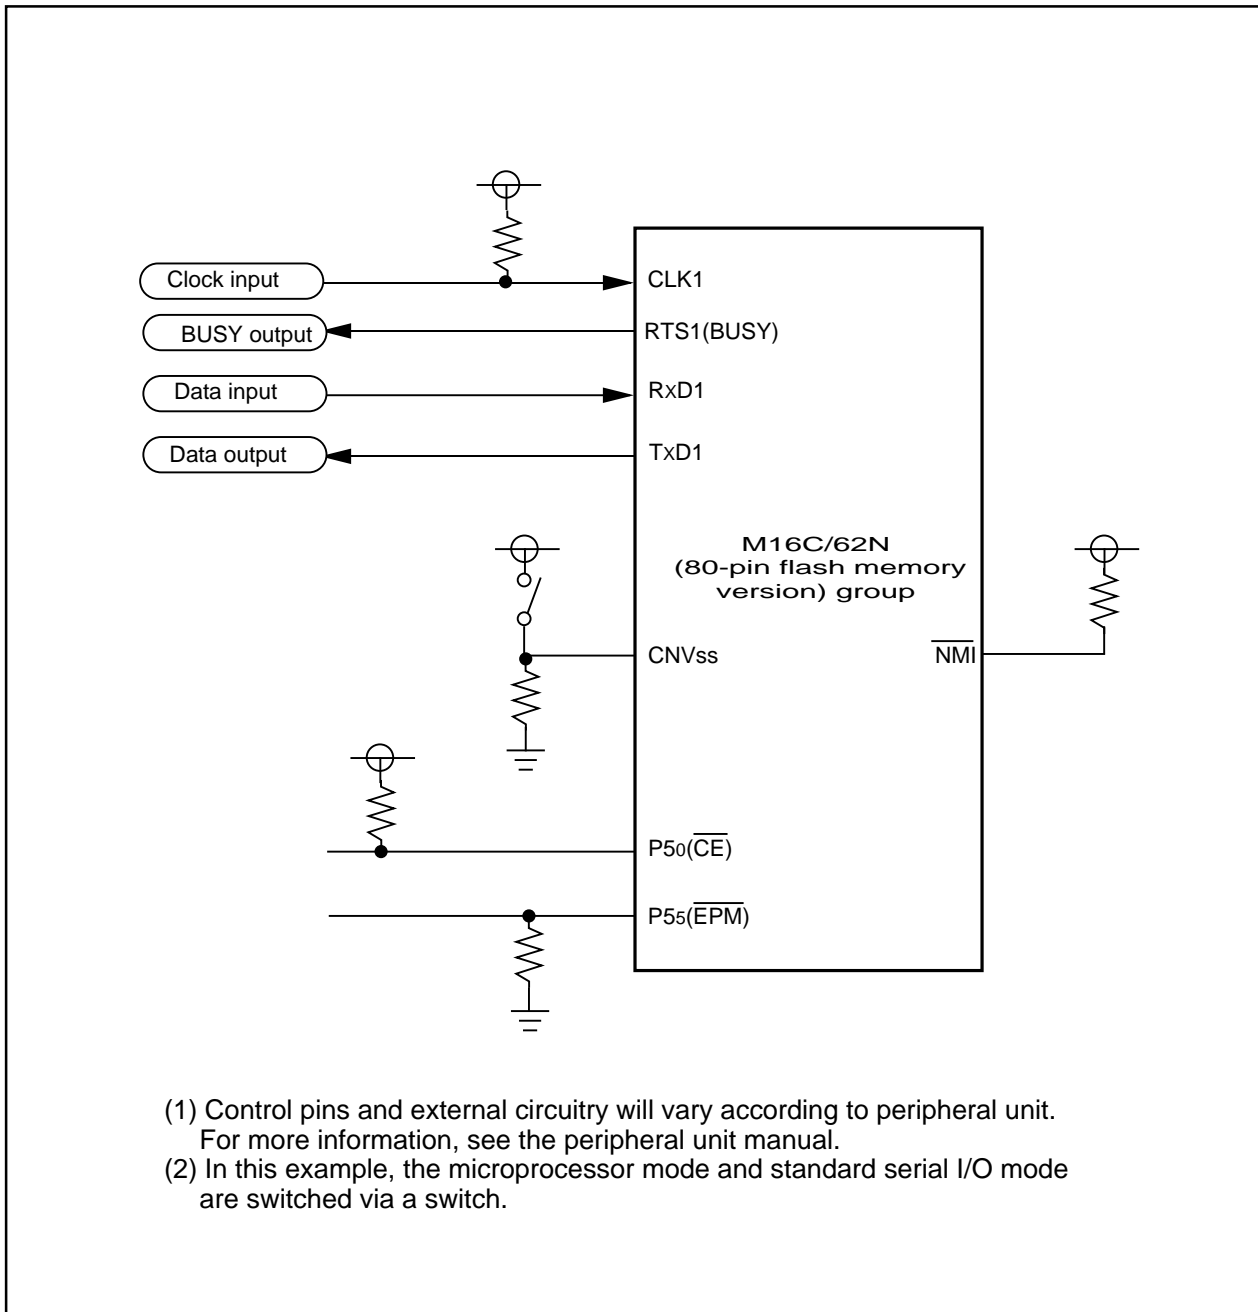 Clock input
CLK1
BUSY output
RTS1(BUSY)
Data input
RxD1
Data output
TxD1
M16C/62N
(80-pin flash memory
version) group
CNVss
NMI
P50(CE)
P55(EPM)
(1) Control pins and external circuitry will vary according to peripheral unit.
For more information, see the peripheral unit manual.
(2) In this example, the microprocessor mode and standard serial I/O mode
are switched via a switch.